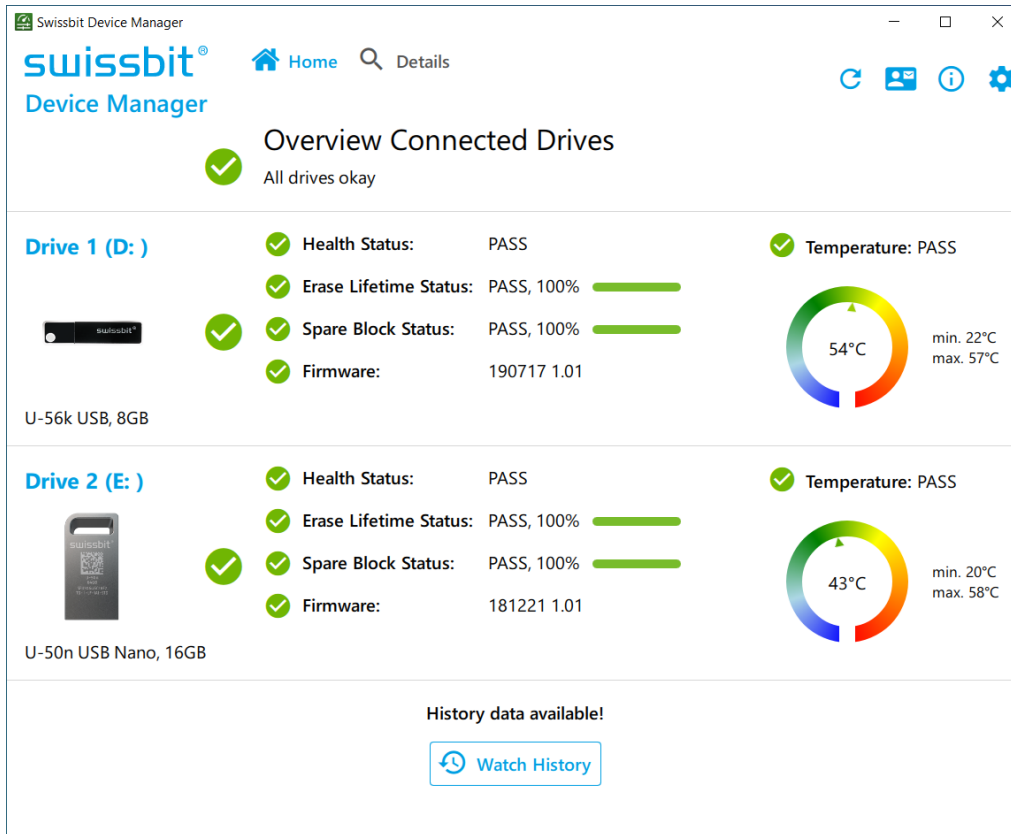 Swissbit Device Manager
swissbit®
Home
Details
Device Manager
Overview Connected Drives
All drives okay
Drive 1 (D: )
Health Status: PASS
Temperature: PASS
Erase Lifetime Status: PASS, 100%
Spare Block Status: PASS, 100%
swissbit®
54°C
min. 22°C
max. 57°C
Firmware: 190717 1.01
U-56k USB, 8GB
Drive 2 (E: )
Health Status: PASS
Temperature: PASS
Erase Lifetime Status: PASS, 100%
swissbit®
Spare Block Status: PASS, 100%
43°C
min. 20°C
max. 58°C
Firmware: 181221 1.01
U-50n USB Nano, 16GB
History data available!
Watch History